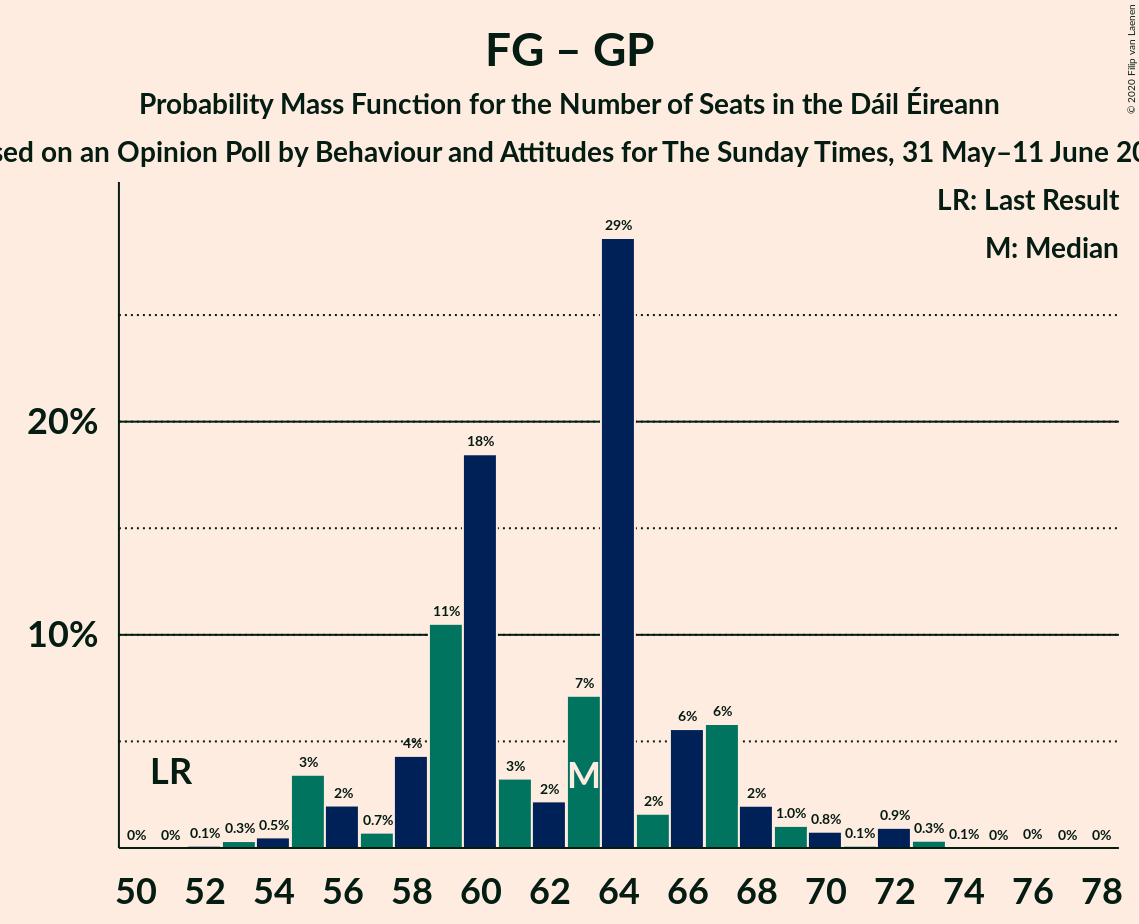 © 2020 Filip van Laenen
FG – GP
Probability Mass Function for the Number of Seats in the Dáil Éireann
sed on an Opinion Poll by Behaviour and Attitudes for The Sunday Times, 31 May–11 June 20
LR: Last Result
M: Median
29%
20%
18%
11%
10%
7%
6% 6%
4%
LR
M
3% 3%
2% 2% 2% 2%
0% 0% 0.1% 0.3% 0.5% 0.7% 1.0% 0.8% 0.1% 0.9% 0.3% 0.1% 0% 0% 0% 0%
50 52 54 56 58 60 62 64 66 68 70 72 74 76 78